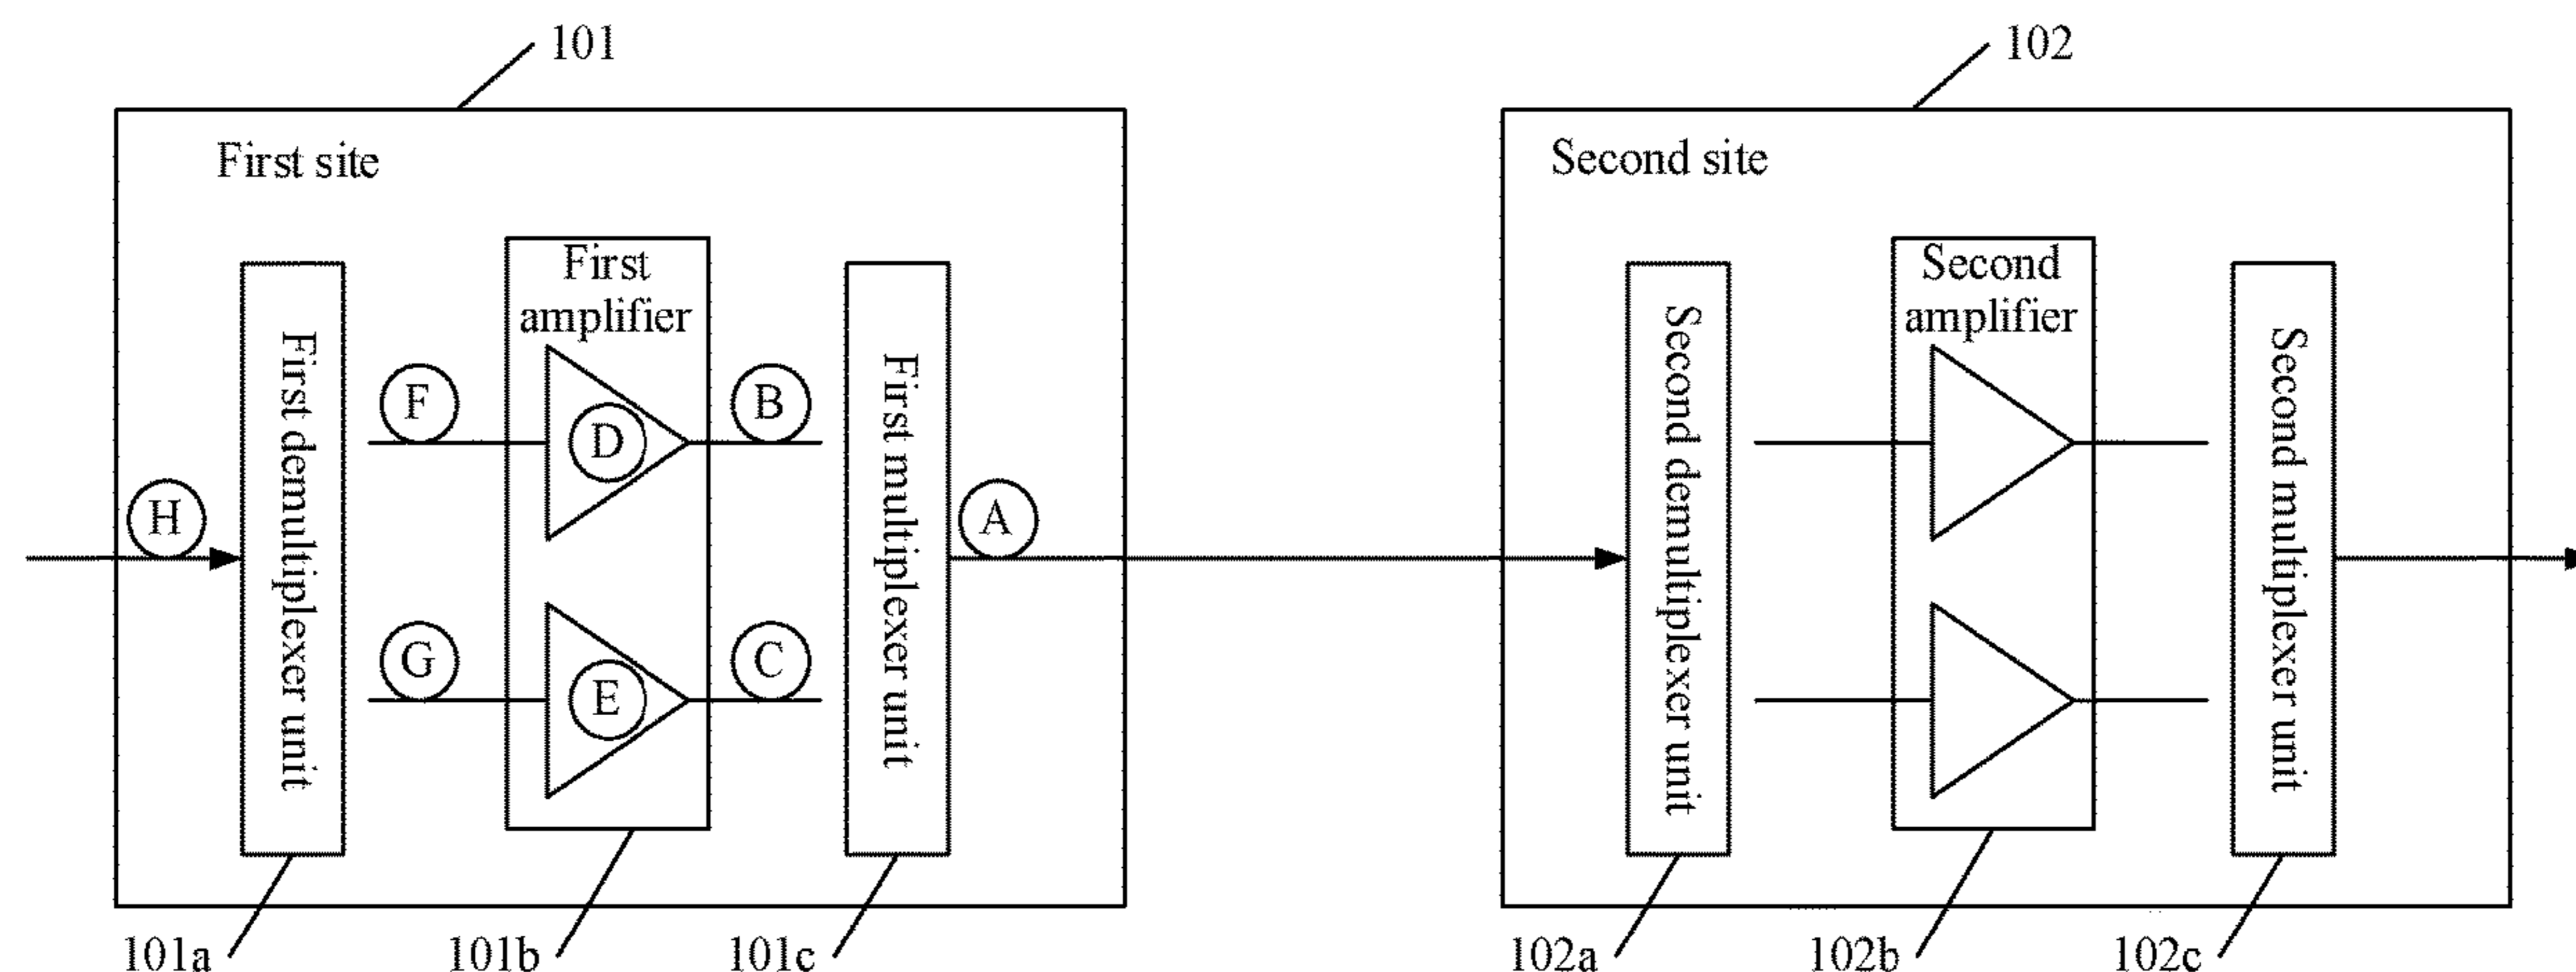 101
102
First site
Second site
First
amplifier
Second
amplifier
First demultiplexer unit
First multiplexer unit
Second demultiplexer unit
Second multiplexer unit
F
D
B
H
A
G
E
C
101a
101b
101c
102a
102b
102c